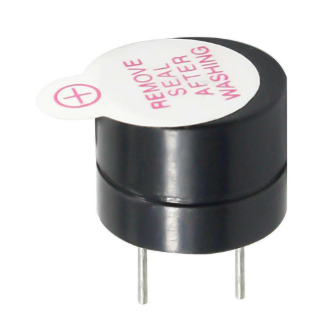 +
REMOVE
SEAL
AFTER
WASHING